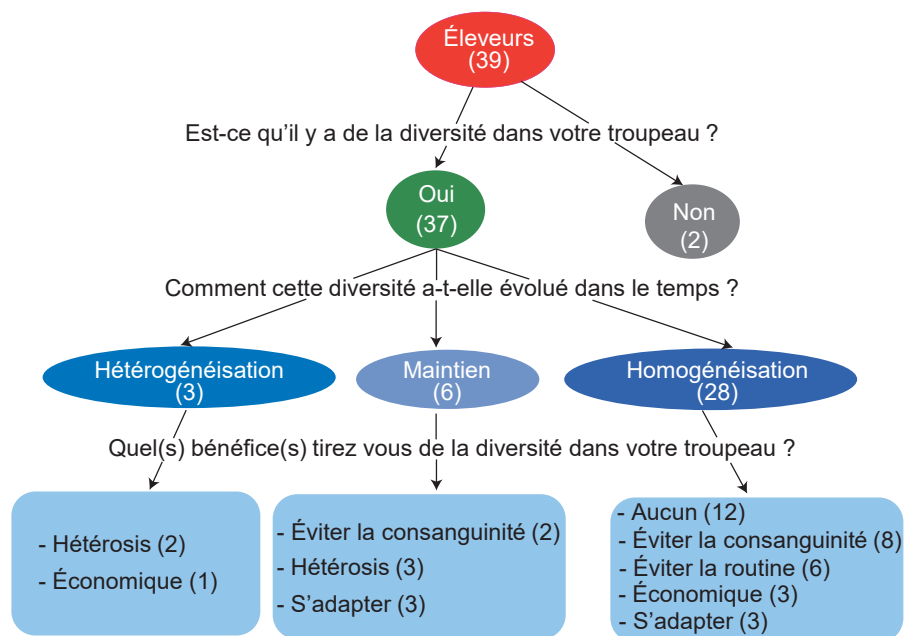 Éleveurs
(39)
Est-ce qu'il y a de la diversité dans votre troupeau ?
Oui
(37)
Non
(2)
Comment cette diversité a-t-elle évolué dans le temps ?
Hétérogénéisation
(3)
Maintien
(6)
Homogénéisation
(28)
Quel(s) bénéfice(s) tirez vous de la diversité dans votre troupeau ?
- Hétérosis (2)
- Économique (1)
- Éviter la consanguinité (2)
- Hétérosis (3)
- S'adapter (3)
- Aucun (12)
- Éviter la consanguinité (8)
- Éviter la routine (6)
- Économique (3)
- S'adapter (3)